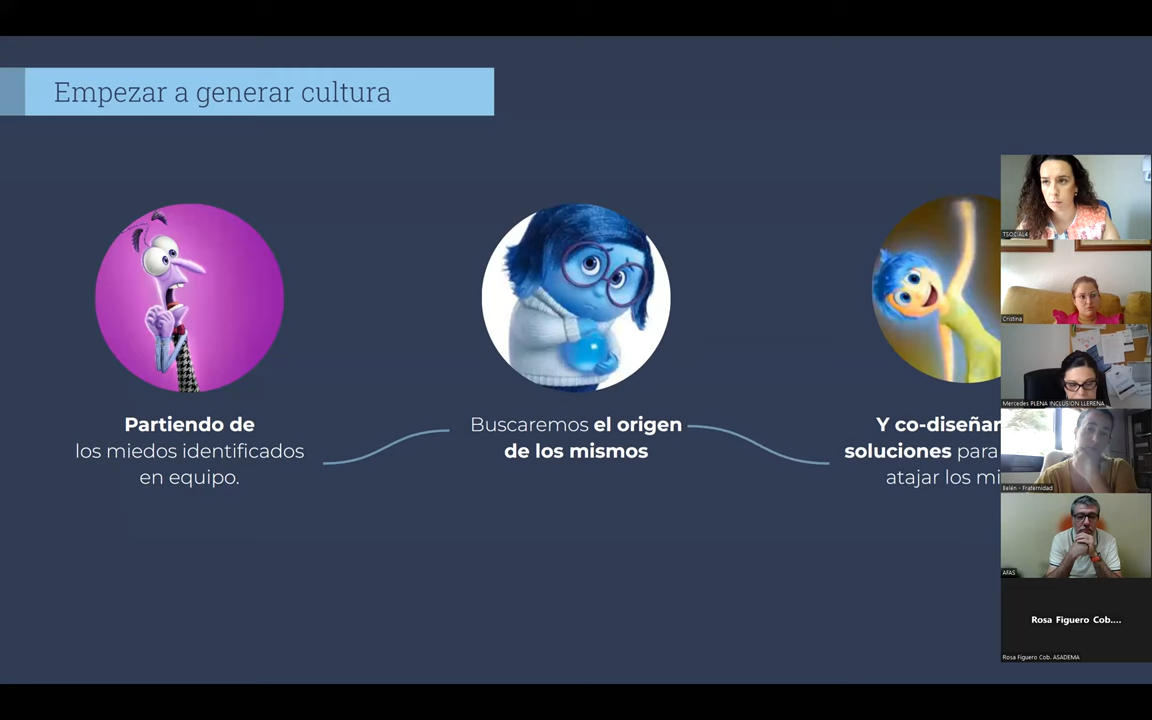 Empezar a generar cultura
Partiendo de
los miedos identificados
en equipo.
Buscaremos el origen
de los mismos
Y co-diseñar
soluciones para
atajar los mi
TSOCIAL4
Cristina
Mercedes PLENA INCLUSION LLERENA
Belén - Fraternidad
AFAS
Rosa Figuero Cob....
Rosa Figuero Cob. ASADEMA